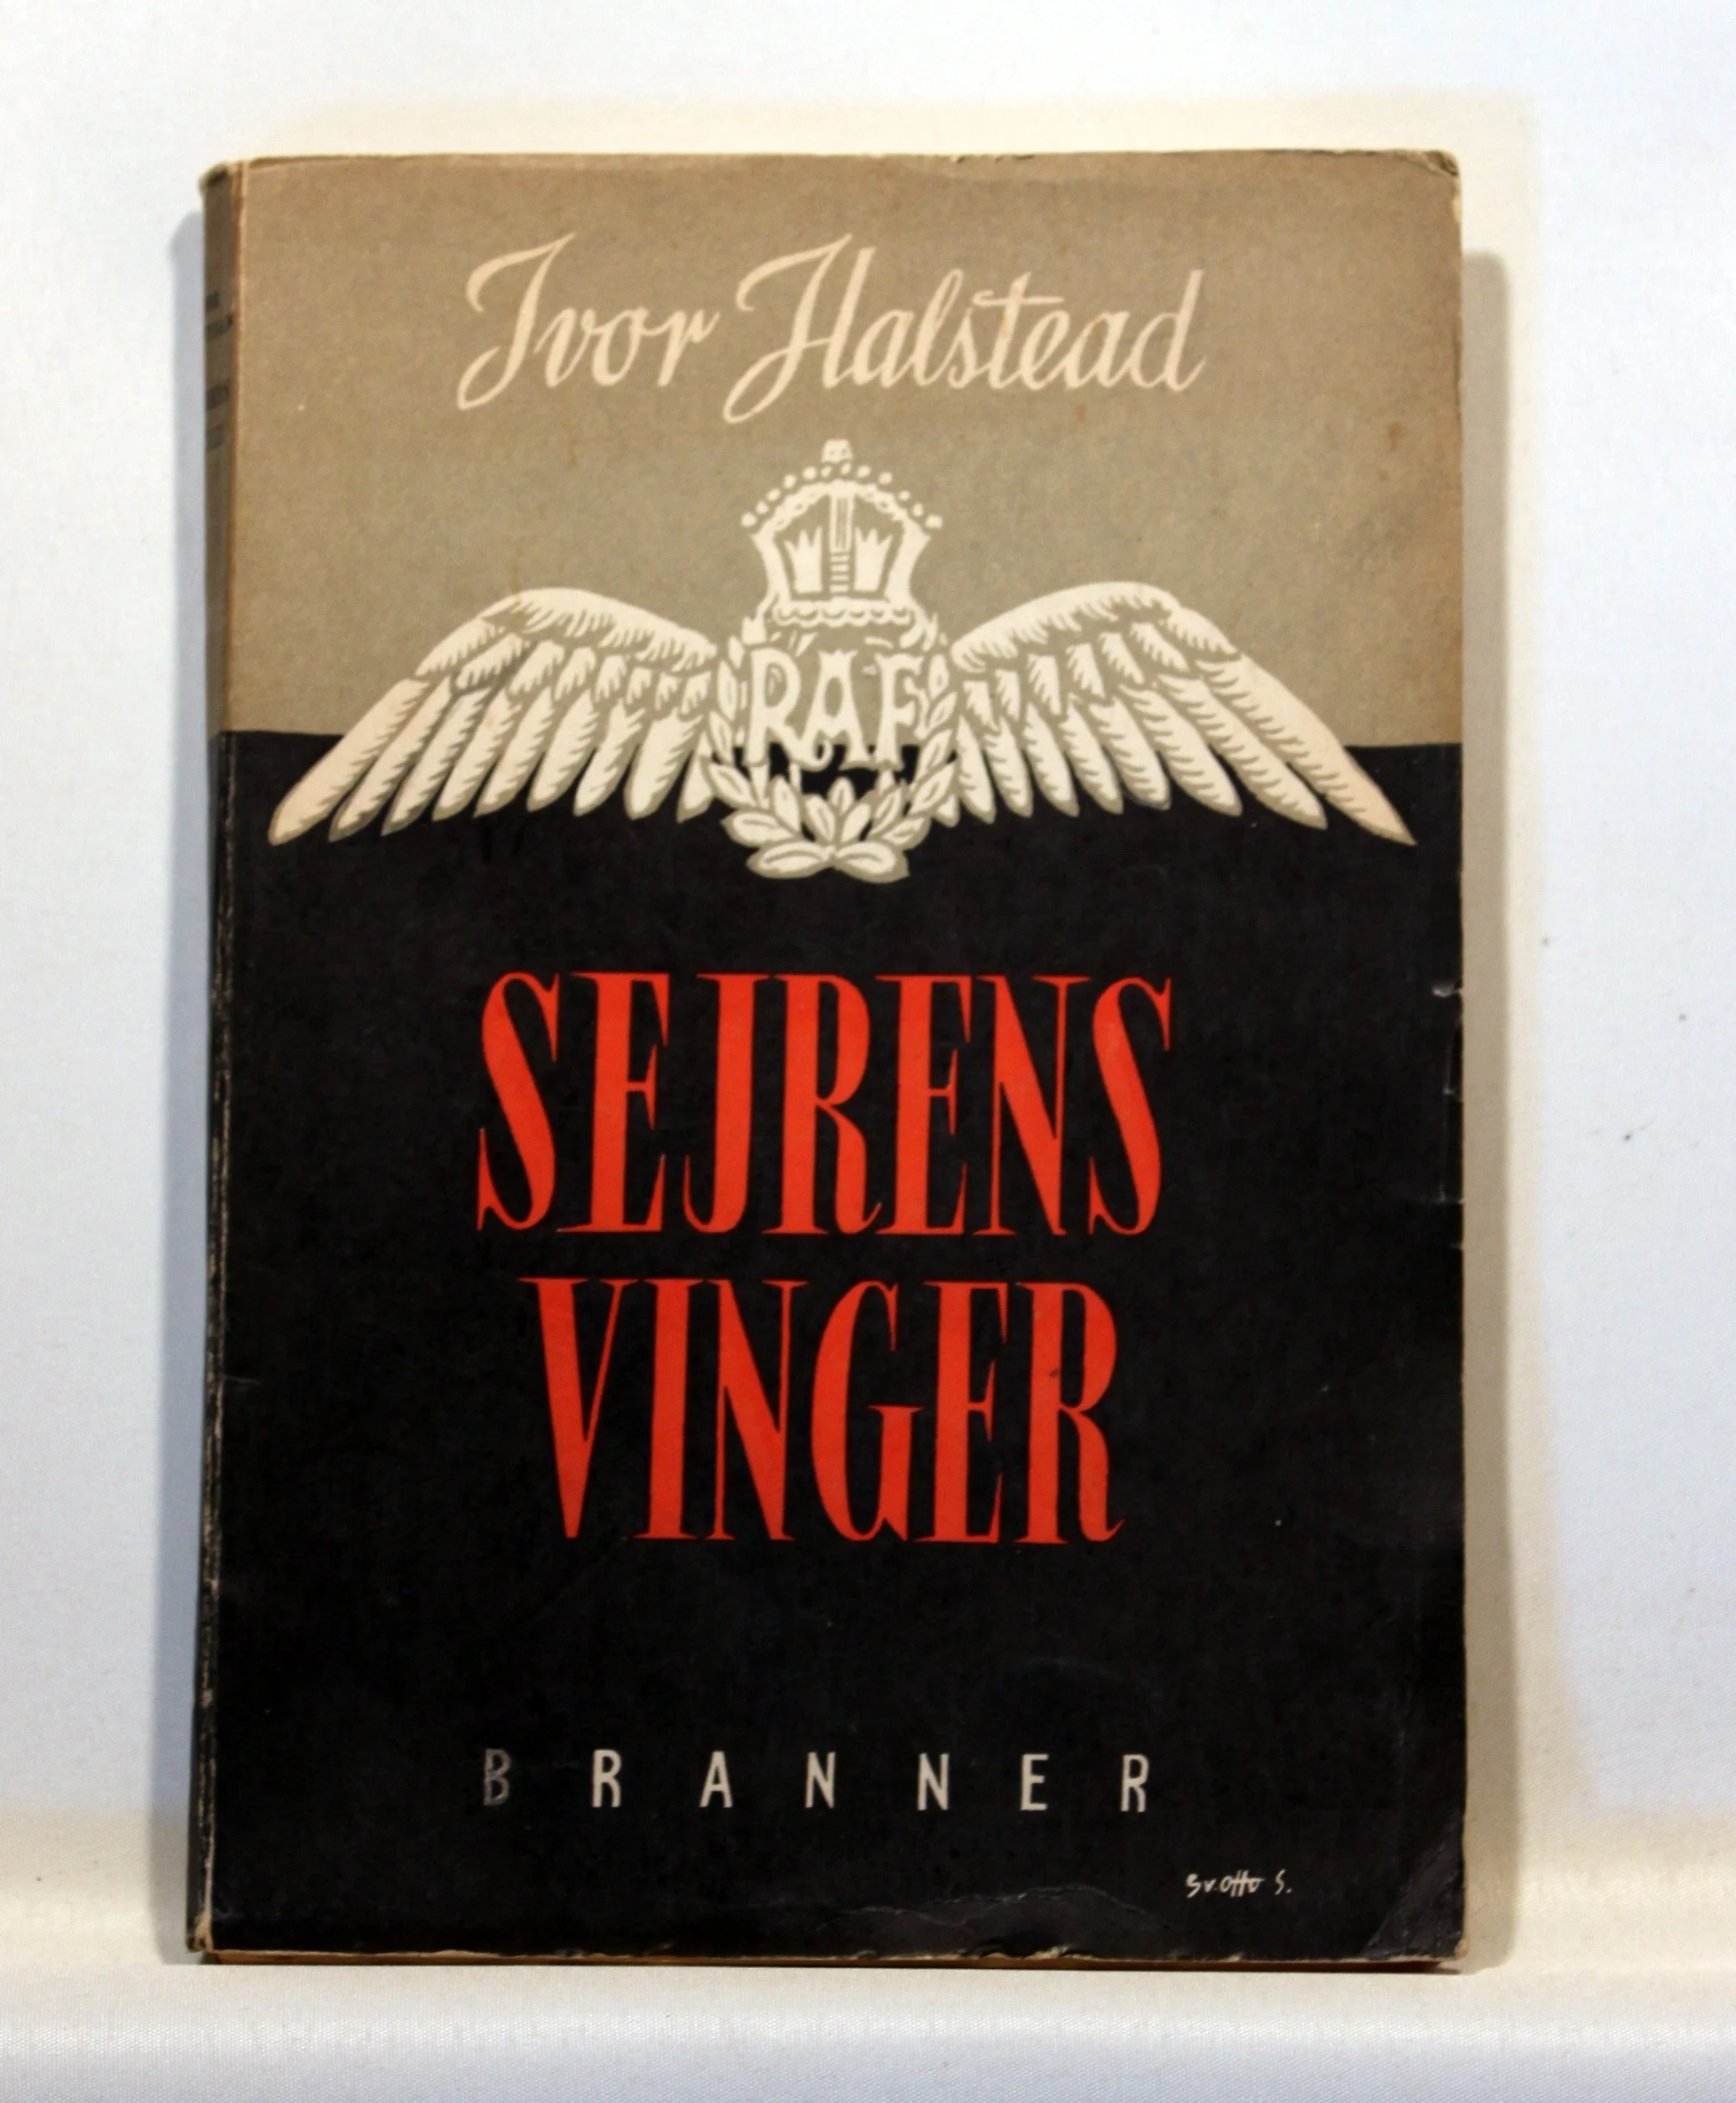 Ivor Halstead
RAF
SEJRENS
VINGER
BRANNER
Sv. Otto S.